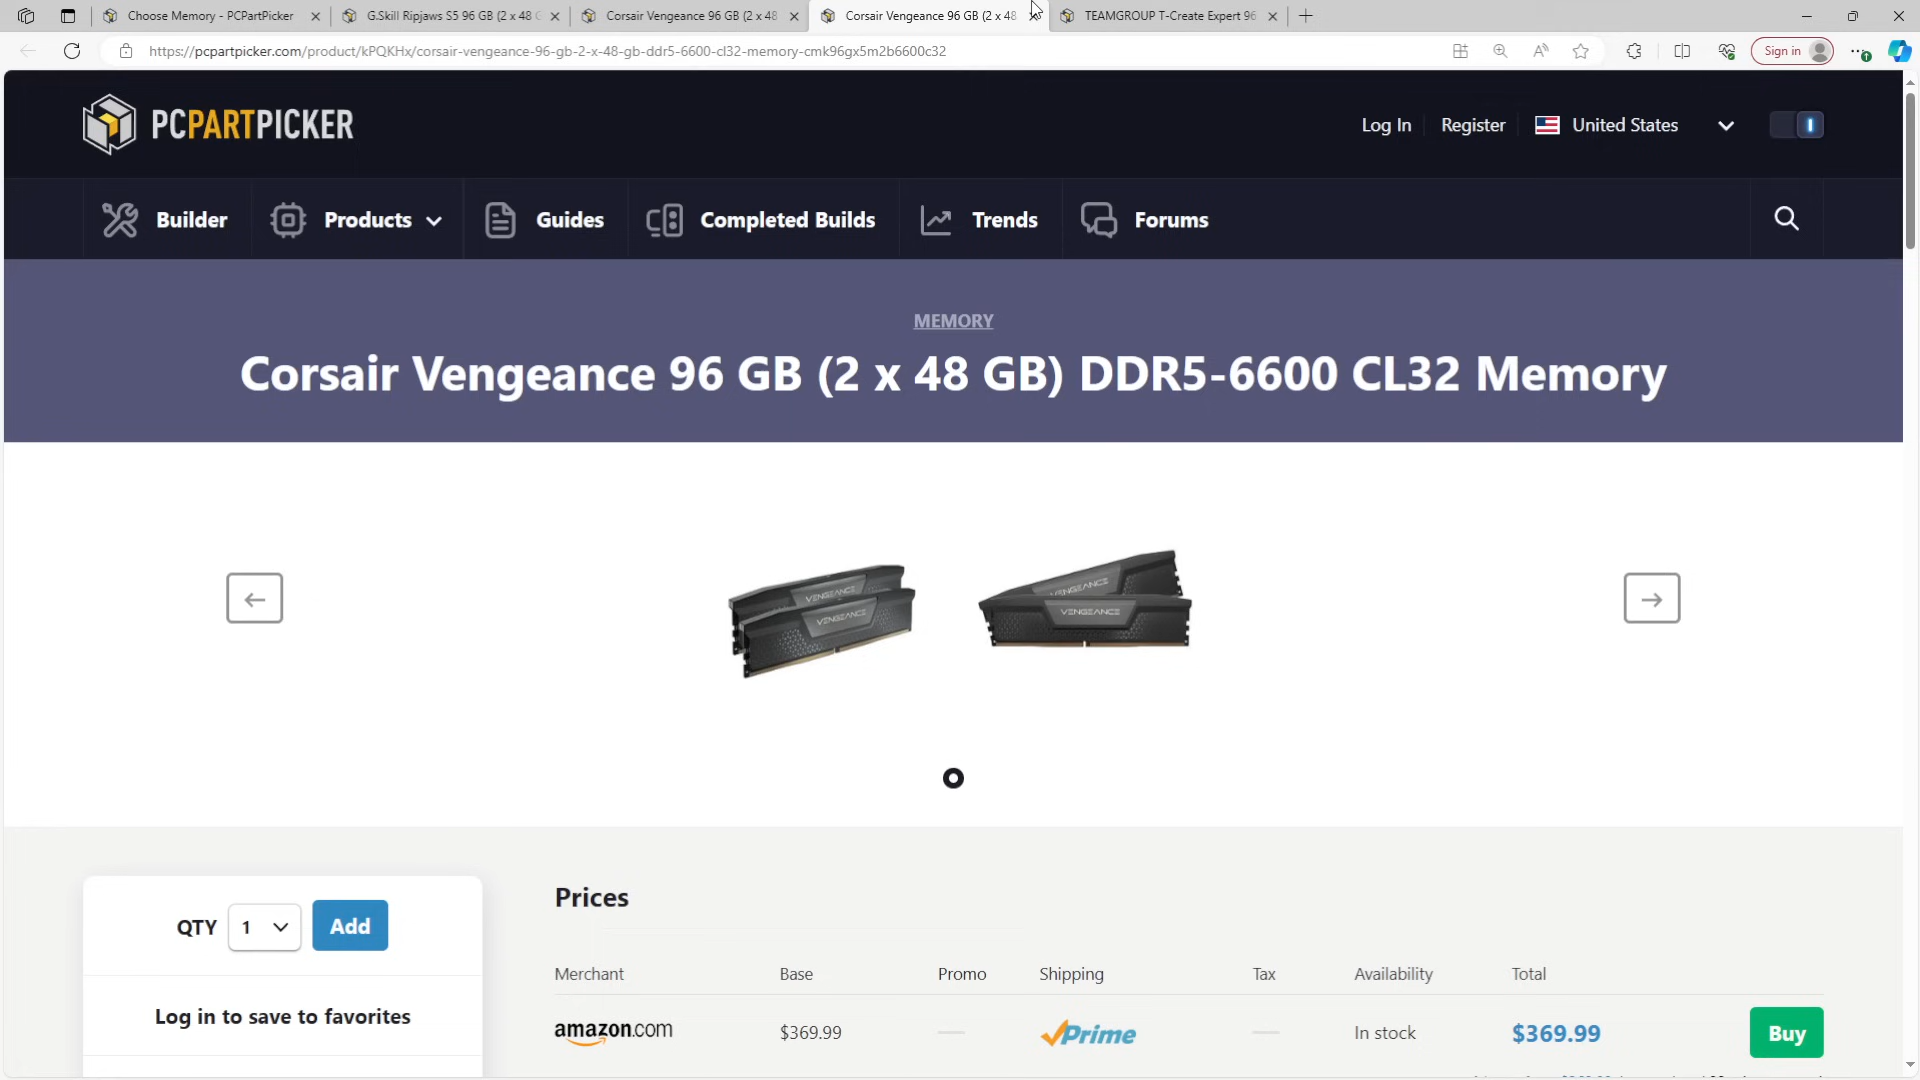 Choose Memory - PCPartPicker
G.Skill Ripjaws S5 96 GB (2 x 48 G
Corsair Vengeance 96 GB (2 x 48
Corsair Vengeance 96 GB (2 x 48
TEAMGROUP T-Create Expert 96
https://pcpartpicker.com/product/kPQKHx/corsair-vengeance-96-gb-2-x-48-gb-ddr5-6600-cl32-memory-cmk96gx5m2b6600c32
Sign in
PCPARTPICKER
Log In
Register
United States
Builder
Products
Guides
Completed Builds
Trends
Forums
MEMORY
Corsair Vengeance 96 GB (2 x 48 GB) DDR5-6600 CL32 Memory
VENGEANCE
VENGEANCE
VENGEANCE
VENGEANCE
QTY 1 Add
Log in to save to favorites
Prices
Merchant Base Promo Shipping Tax Availability Total
amazon.com $369.99 — Prime — In stock $369.99 Buy